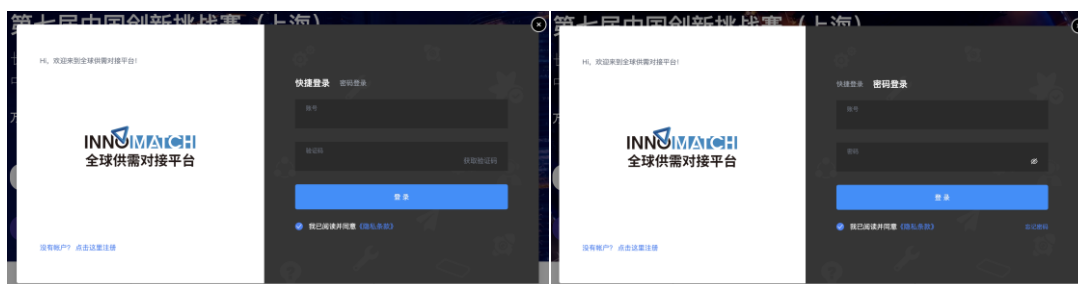 第七届中国创新挑战赛（上海）
Hi，欢迎来到全球供需对接平台！
INNOMATCH
全球供需对接平台
没有帐户？ 点击这里注册
快捷登录 密码登录
账号
验证码
获取验证码
登录
我已阅读并同意《隐私条款》
第七届中国创新挑战赛（上海）
Hi，欢迎来到全球供需对接平台！
INNOMATCH
全球供需对接平台
没有帐户？ 点击这里注册
快捷登录 密码登录
账号
密码
登录
我已阅读并同意《隐私条款》
忘记密码